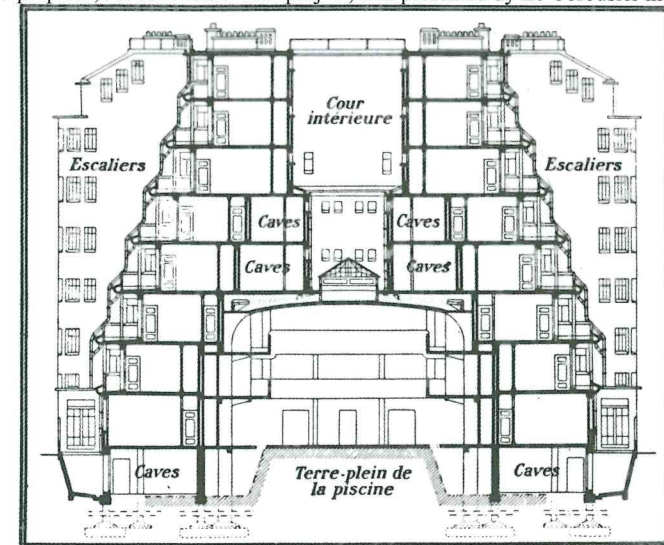 Cour
intérieure
Escaliers
Escaliers
Caves
Caves
Caves
Caves
Caves
Terre-plein de
la piscine
Caves